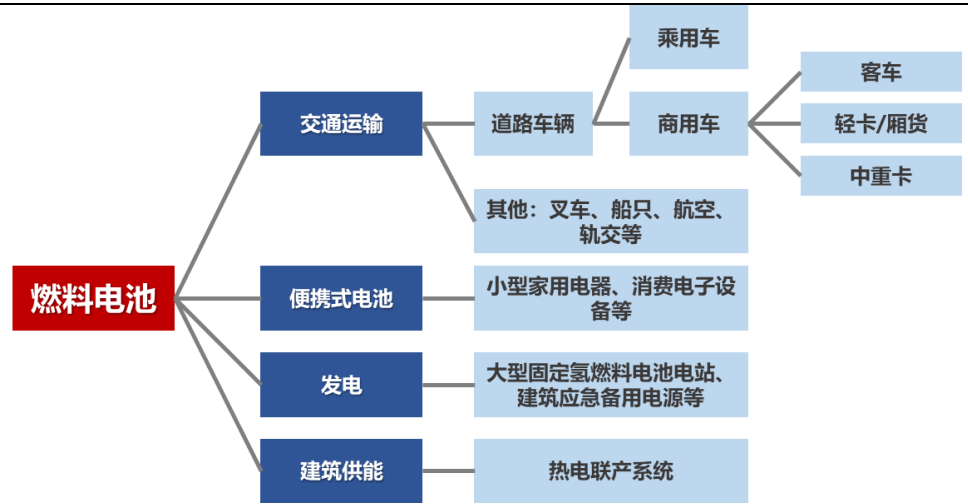 乘用车
客车
交通运输
道路车辆
商用车
轻卡/厢货
中重卡
其他：叉车、船只、航空、
轨交等
燃料电池
便携式电池
小型家用电器、消费电子设
备等
发电
大型固定氢燃料电池电站、
建筑应急备用电源等
建筑供能
热电联产系统